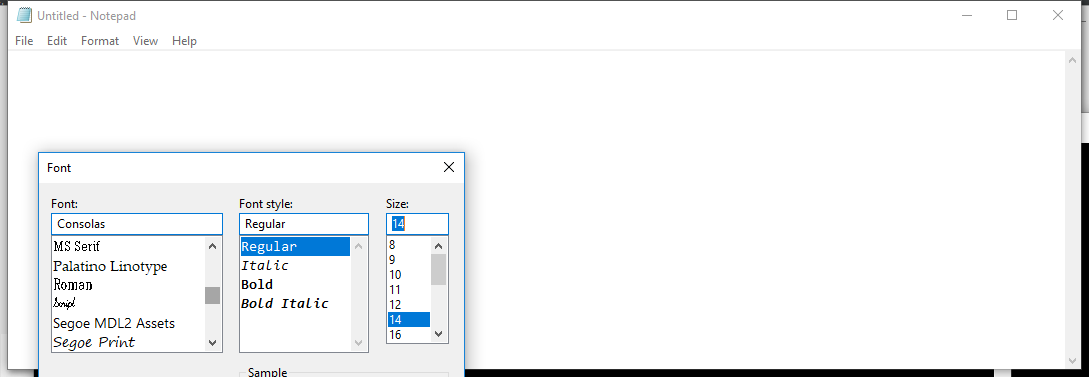 Untitled - Notepad
File Edit Format View Help
Font
Font: Font style: Size:
Consolas Regular 14
MS Serif
Palatino Linotype
Roman
Script
Segoe MDL2 Assets
Segoe Print
Regular
Italic
Bold
Bold Italic
8
9
10
11
12
14
16
Sample